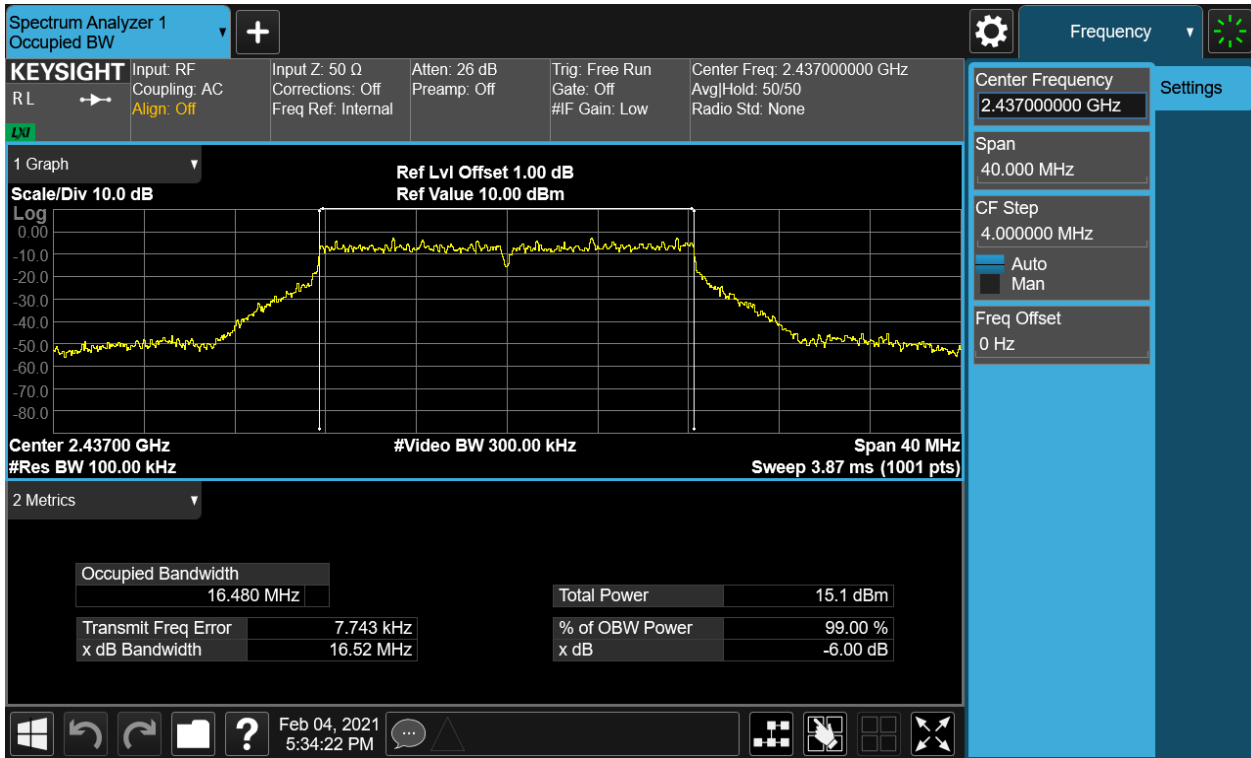 Spectrum Analyzer 1
Occupied BW
+
Frequency
KEYSIGHT
R L
LXI
Input: RF
Coupling: AC
Align: Off
Input Z: 50 Ω
Corrections: Off
Freq Ref: Internal
Atten: 26 dB
Preamp: Off
Trig: Free Run
Gate: Off
#IF Gain: Low
Center Freq: 2.437000000 GHz
Avg|Hold: 50/50
Radio Std: None
Center Frequency
2.437000000 GHz
Settings
Span
40.000 MHz
CF Step
4.000000 MHz
Auto
Man
Freq Offset
0 Hz
1 Graph
Scale/Div 10.0 dB
Ref Lvl Offset 1.00 dB
Ref Value 10.00 dBm
Log
0.00
-10.0
-20.0
-30.0
-40.0
-50.0
-60.0
-70.0
-80.0
Center 2.43700 GHz
#Video BW 300.00 kHz
Span 40 MHz
#Res BW 100.00 kHz
Sweep 3.87 ms (1001 pts)
2 Metrics
Occupied Bandwidth
16.480 MHz
Total Power 15.1 dBm
Transmit Freq Error 7.743 kHz
% of OBW Power 99.00 %
x dB Bandwidth 16.52 MHz
x dB -6.00 dB
?
Feb 04, 2021
5:34:22 PM